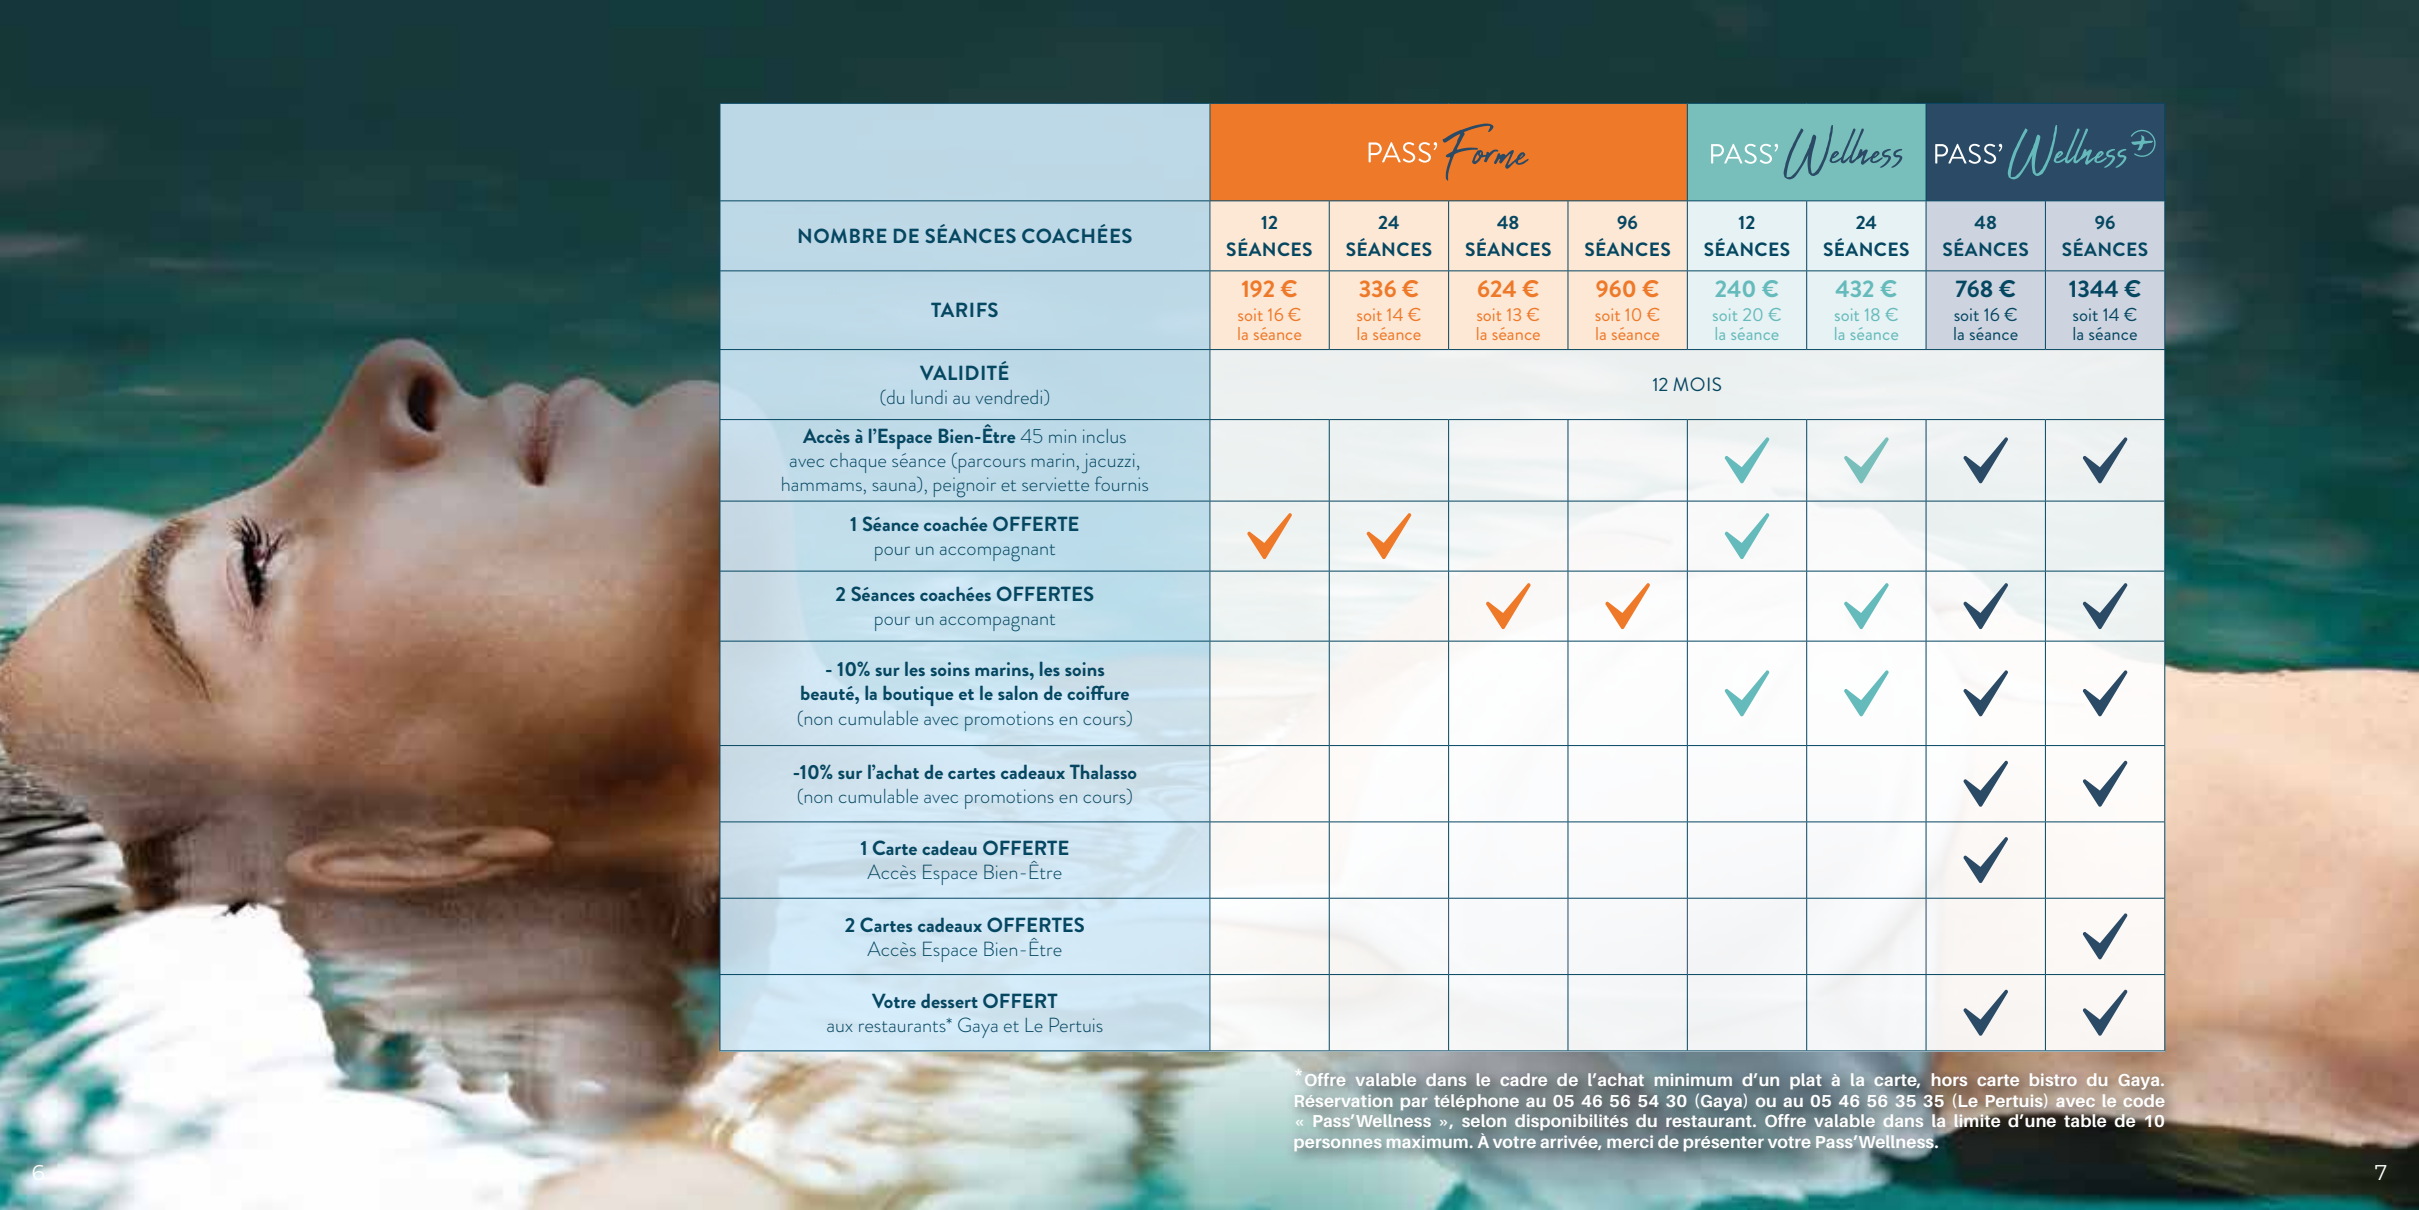 PASS' Forme
PASS' Wellness
PASS' Wellness +
NOMBRE DE SÉANCES COACHÉES
12 SÉANCES
24 SÉANCES
48 SÉANCES
96 SÉANCES
12 SÉANCES
24 SÉANCES
48 SÉANCES
96 SÉANCES
TARIFS
192 €
soit 16 €
la séance
336 €
soit 14 €
la séance
624 €
soit 13 €
la séance
960 €
soit 10 €
la séance
240 €
soit 20 €
la séance
432 €
soit 18 €
la séance
768 €
soit 16 €
la séance
1344 €
soit 14 €
la séance
VALIDITÉ
(du lundi au vendredi)
12 MOIS
Accès à l'Espace Bien-Être 45 min inclus
avec chaque séance (parcours marin, jacuzzi,
hammams, sauna), peignoir et serviette fournis
1 Séance coachée OFFERTE
pour un accompagnant
2 Séances coachées OFFERTES
pour un accompagnant
- 10% sur les soins marins, les soins
beauté, la boutique et le salon de coiffure
(non cumulable avec promotions en cours)
-10% sur l'achat de cartes cadeaux Thalasso
(non cumulable avec promotions en cours)
1 Carte cadeau OFFERTE
Accès Espace Bien-Être
2 Cartes cadeaux OFFERTES
Accès Espace Bien-Être
Votre dessert OFFERT
aux restaurants* Gaya et Le Pertuis
*Offre valable dans le cadre de l'achat minimum d'un plat à la carte, hors carte bistro du Gaya.
Réservation par téléphone au 05 46 56 54 30 (Gaya) ou au 05 46 56 35 35 (Le Pertuis) avec le code
« Pass'Wellness », selon disponibilités du restaurant. Offre valable dans la limite d'une table de 10
personnes maximum. À votre arrivée, merci de présenter votre Pass'Wellness.
6
7